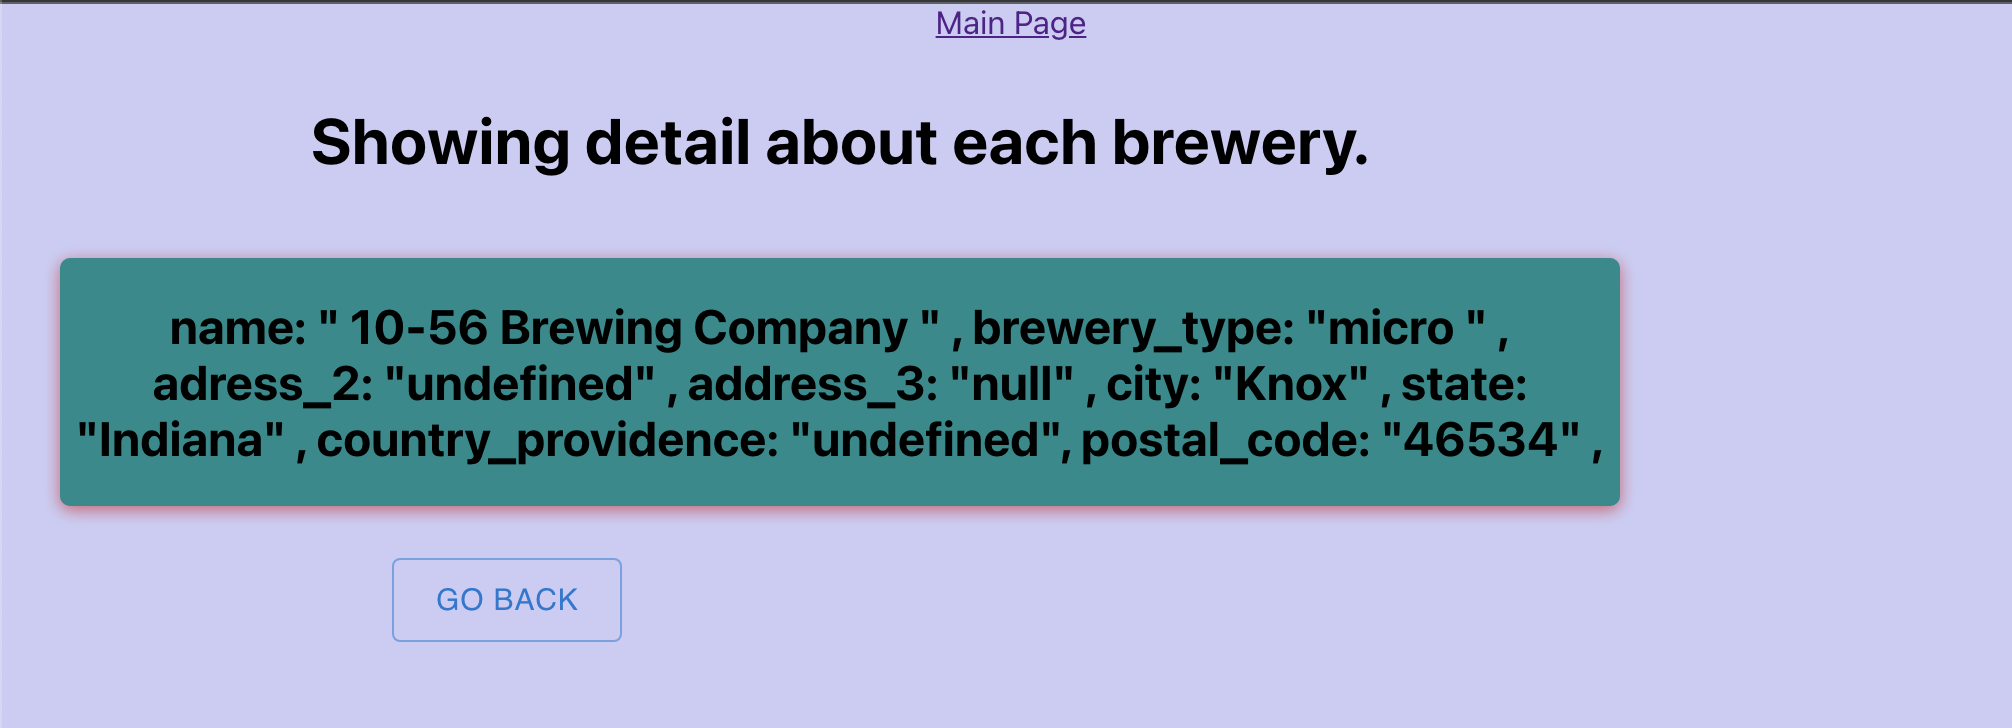 Main Page
Showing detail about each brewery.
name: " 10-56 Brewing Company " , brewery_type: "micro " ,
adress_2: "undefined" , address_3: "null" , city: "Knox" , state:
"Indiana" , country_providence: "undefined", postal_code: "46534" ,
GO BACK